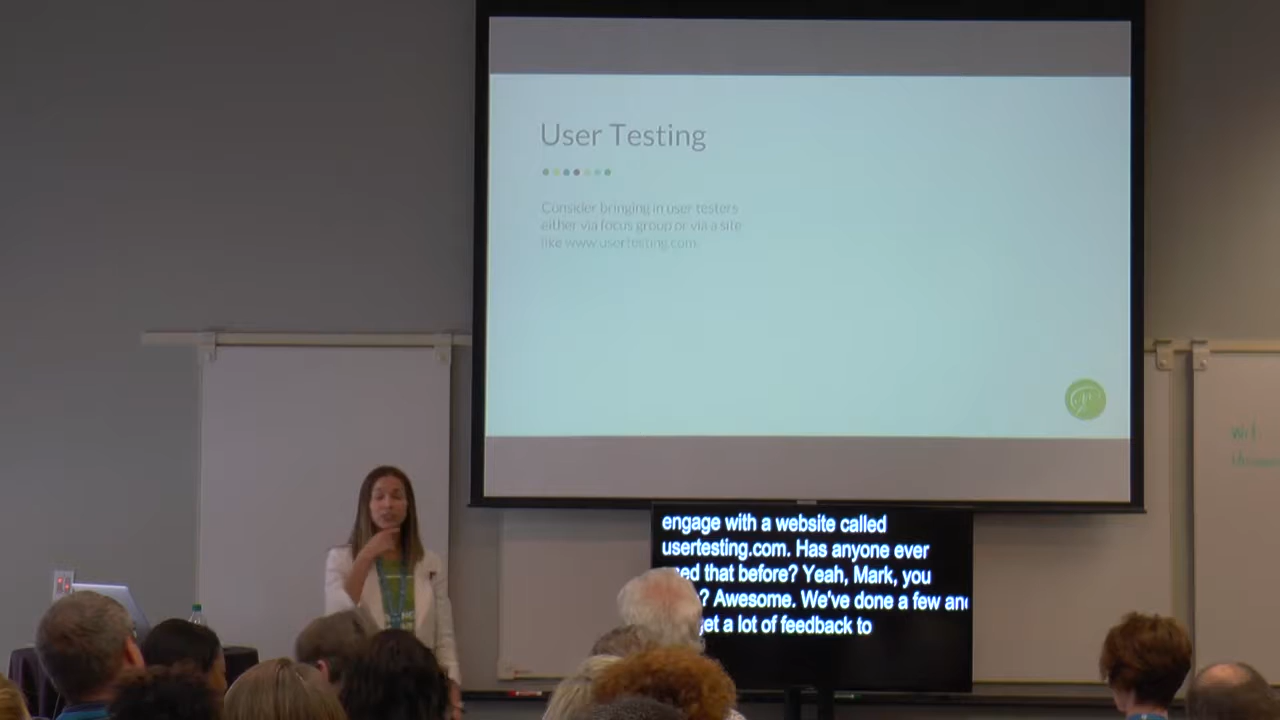 User Testing
Consider bringing in user testers
either via focus group or via a site
like www.usertesting.com.
engage with a website called
usertesting.com. Has anyone ever
that before? Yeah, Mark, you
? Awesome. We've done a few and
get a lot of feedback to